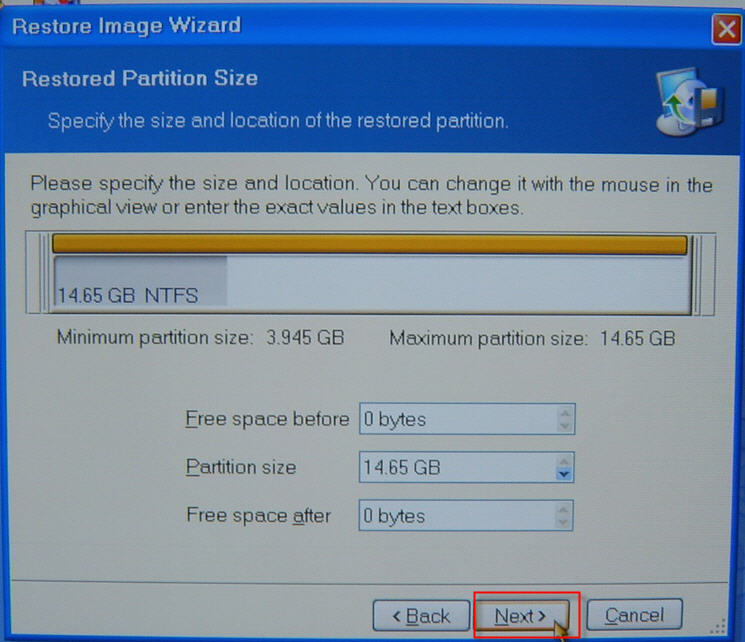 Restore Image Wizard
Restored Partition Size
Specify the size and location of the restored partition.
Please specify the size and location. You can change it with the mouse in the
graphical view or enter the exact values in the text boxes.
14.65 GB NTFS
Minimum partition size: 3.945 GB Maximum partition size: 14.65 GB
Free space before 0 bytes
Partition size 14.65 GB
Free space after 0 bytes
< Back Next > Cancel